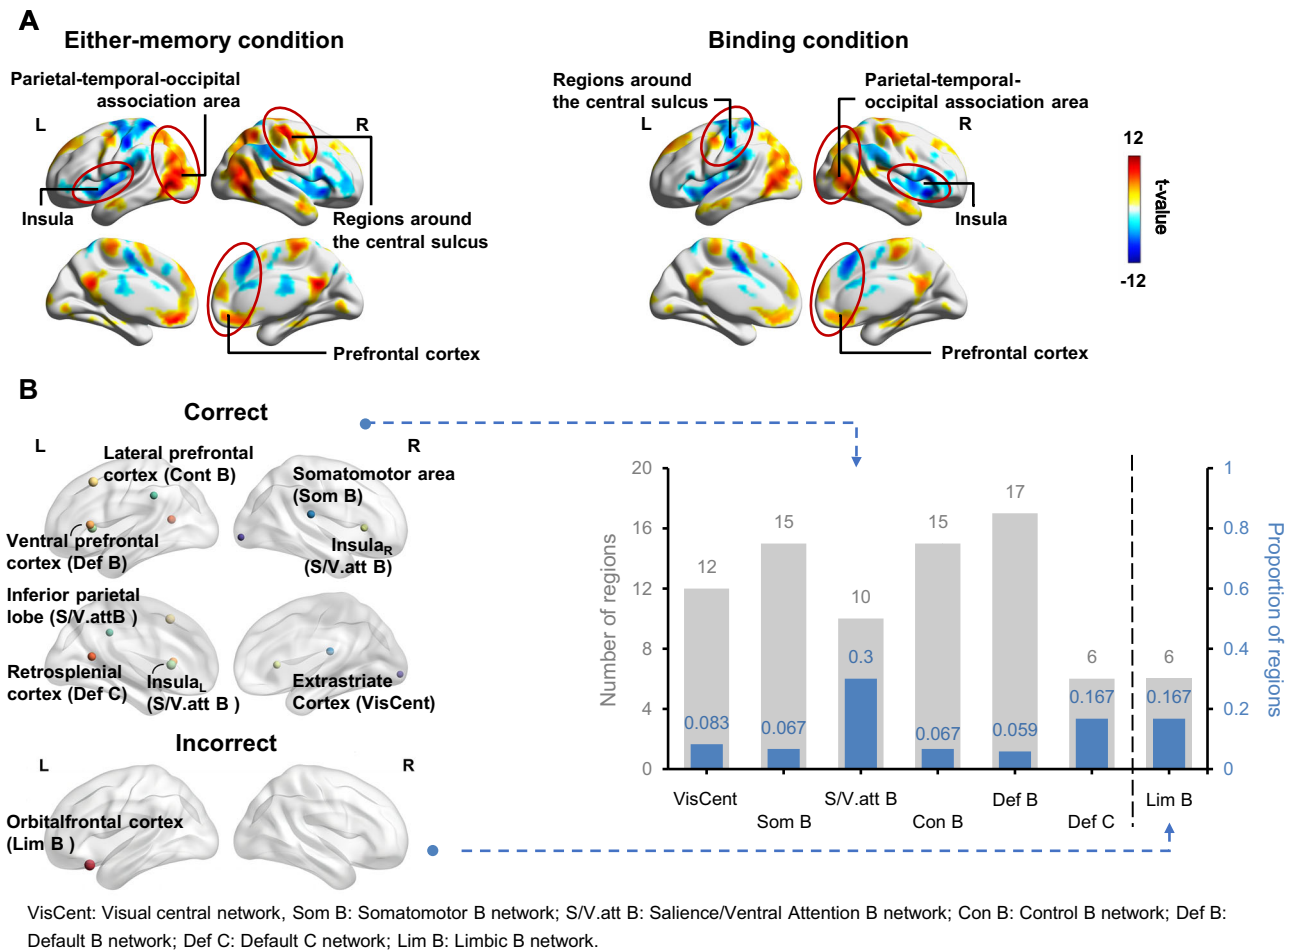 A
Either-memory condition
Binding condition
Parietal-temporal-occipital
association area
L
R
Insula
Regions around
the central sulcus
Prefrontal cortex
Regions around
the central sulcus
Parietal-temporal-
occipital association area
L
R
Insula
Prefrontal cortex
12
t-value
-12
B
Correct
L
R
Lateral prefrontal
cortex (Cont B)
Somatomotor area
(Som B)
Ventral prefrontal
cortex (Def B)
InsulaR
(S/V.att B)
Inferior parietal
lobe (S/V.attB )
Retrosplenial
cortex (Def C)
InsulaL
(S/V.att B )
Extrastriate
Cortex (VisCent)
Incorrect
L
R
Orbitalfrontal cortex
(Lim B )
Number of regions
20
16
12
8
4
0
12
15
10
15
17
6
6
0.083
0.067
0.3
0.067
0.059
0.167
0.167
1
0.8
0.6
0.4
0.2
0
Proportion of regions
VisCent
Som B
S/V.att B
Con B
Def B
Def C
Lim B
VisCent: Visual central network, Som B: Somatomotor B network; S/V.att B: Salience/Ventral Attention B network; Con B: Control B network; Def B:
Default B network; Def C: Default C network; Lim B: Limbic B network.